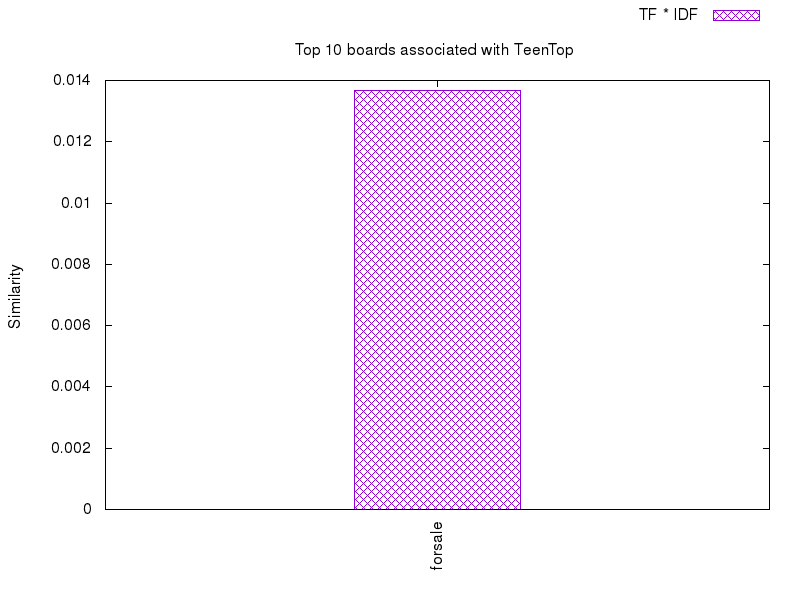 TF * IDF
Top 10 boards associated with TeenTop
0.014
0.012
0.01
0.008
0.006
0.004
0.002
0
Similarity
forsale